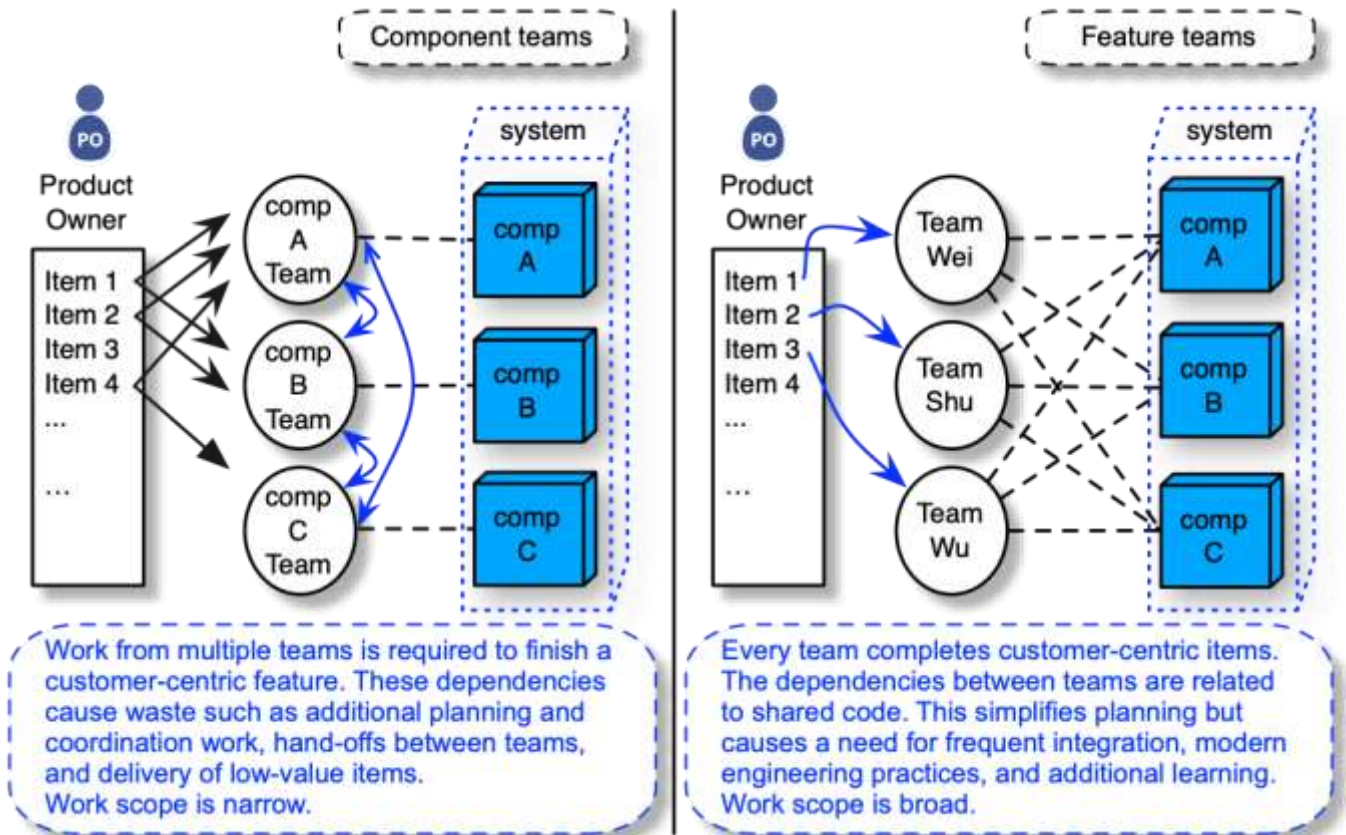 Component teams
PO
Product
Owner
Item 1
Item 2
Item 3
Item 4
...
...
comp
A
Team
comp
B
Team
comp
C
Team
system
comp
A
comp
B
comp
C
Work from multiple teams is required to finish a
customer-centric feature. These dependencies
cause waste such as additional planning and
coordination work, hand-offs between teams,
and delivery of low-value items.
Work scope is narrow.
Feature teams
PO
Product
Owner
Item 1
Item 2
Item 3
Item 4
...
...
Team
Wei
Team
Shu
Team
Wu
system
comp
A
comp
B
comp
C
Every team completes customer-centric items.
The dependencies between teams are related
to shared code. This simplifies planning but
causes a need for frequent integration, modern
engineering practices, and additional learning.
Work scope is broad.